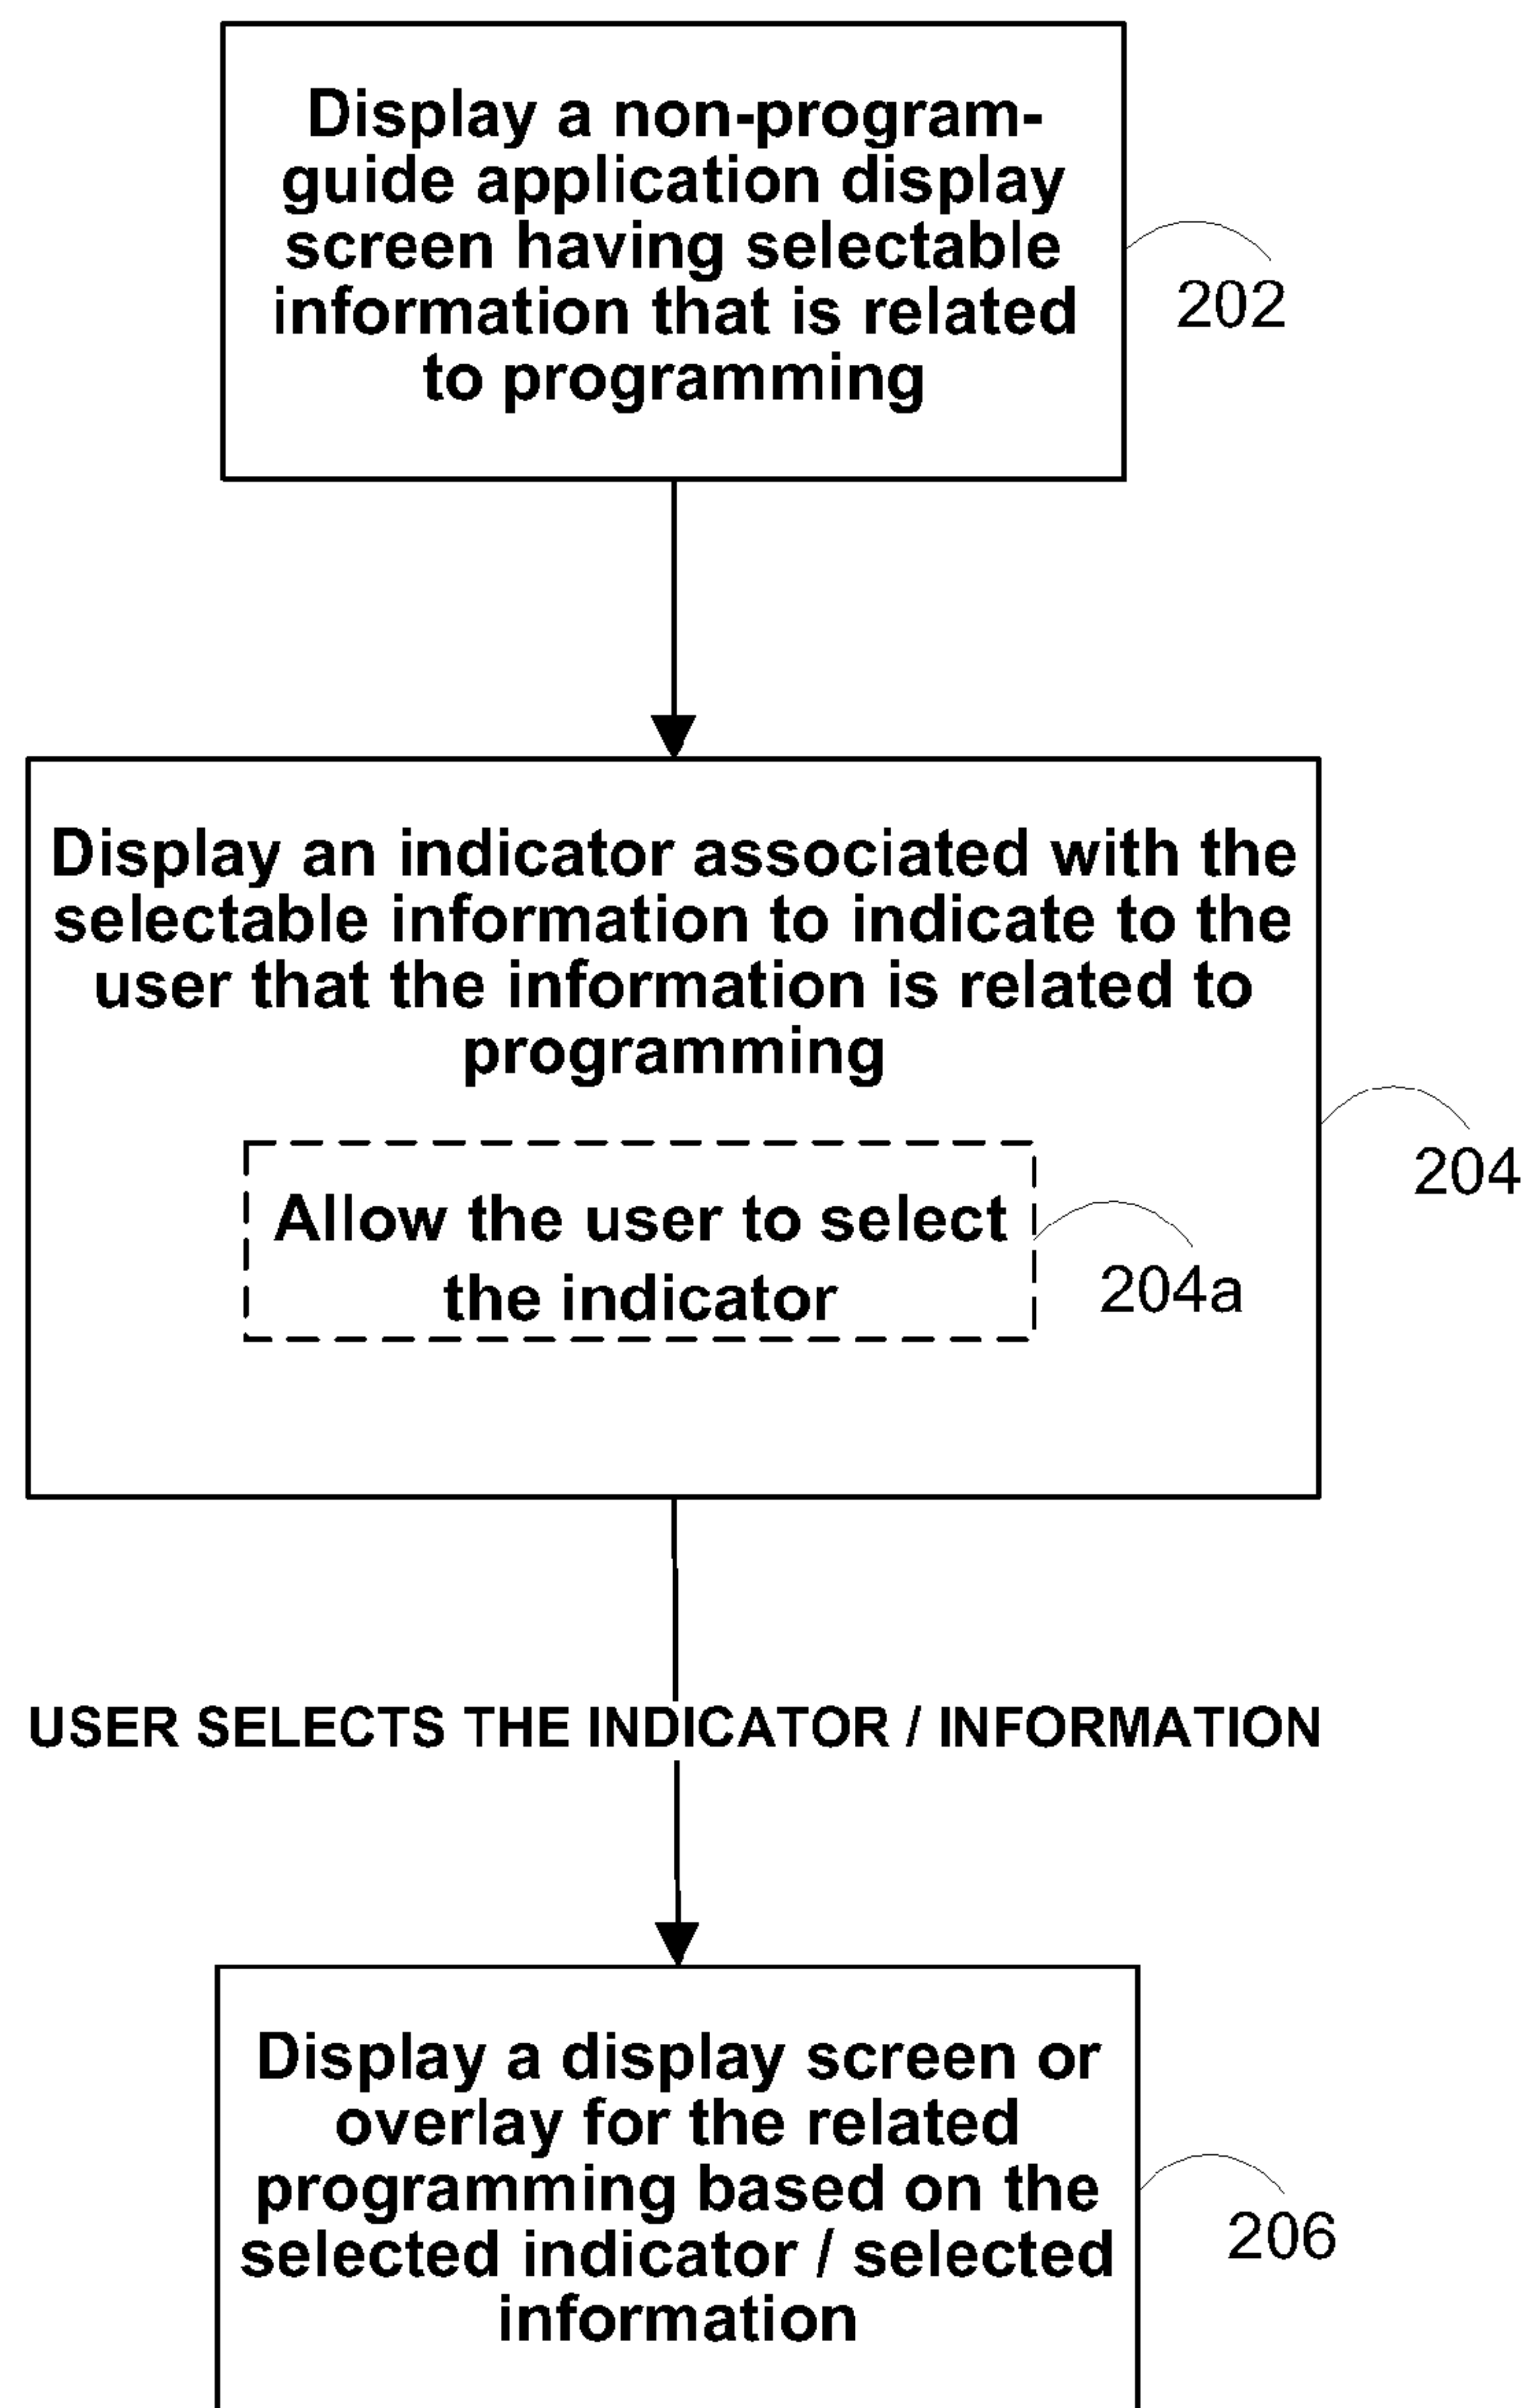 Display a non-program-
guide application display
screen having selectable
information that is related
to programming
202
Display an indicator associated with the
selectable information to indicate to the
user that the information is related to
programming
204
Allow the user to select
the indicator
204a
USER SELECTS THE INDICATOR / INFORMATION
Display a display screen or
overlay for the related
programming based on the
selected indicator / selected
information
206